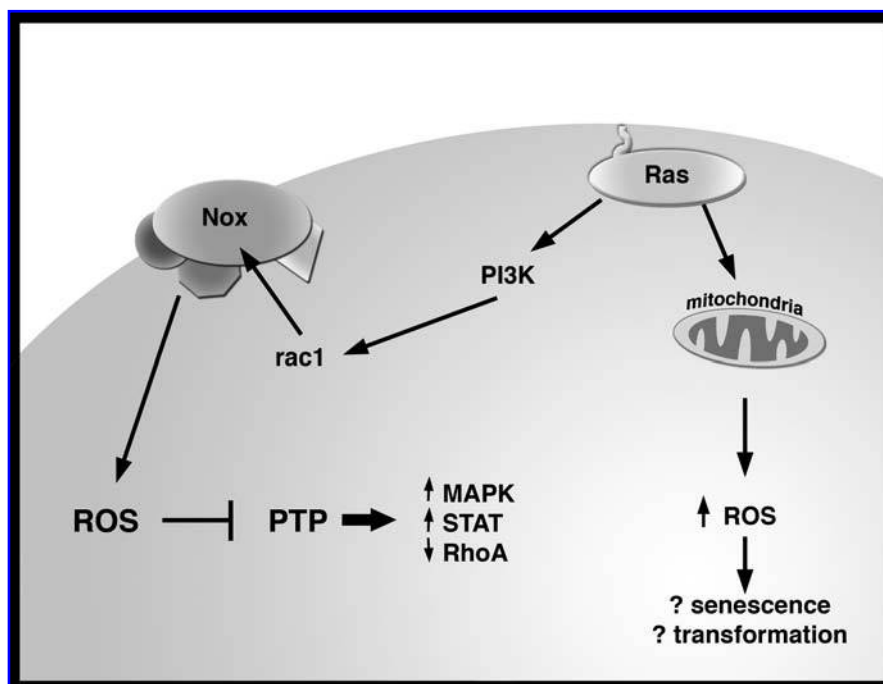 Ras
Nox
PI3K
mitochondria
rac1
ROS
PTP
↑ MAPK
↑ STAT
↓ RhoA
↑ ROS
? senescence
? transformation